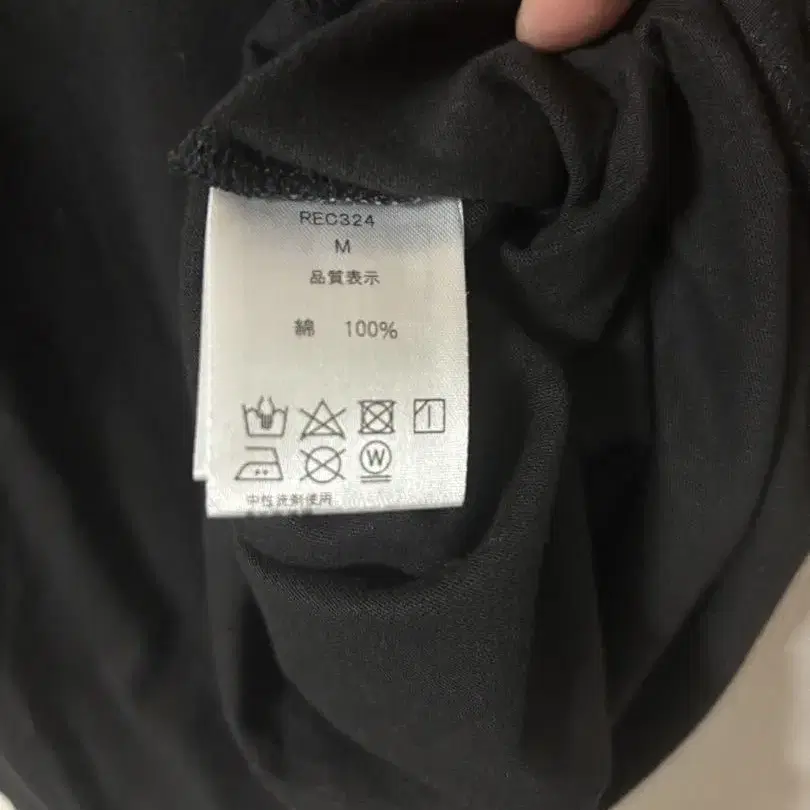 REC324
M
品質表示
綿 100%
W
中性洗剤使用